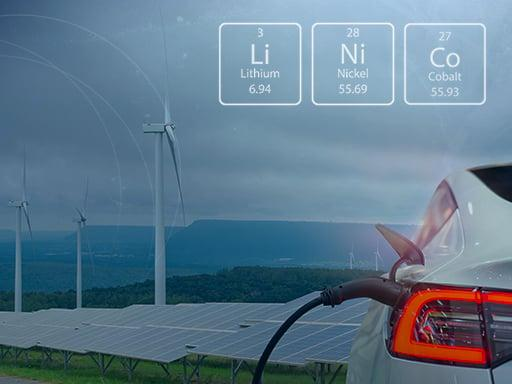 3
Li
Lithium
6.94
28
Ni
Nickel
55.69
27
Co
Cobalt
55.93